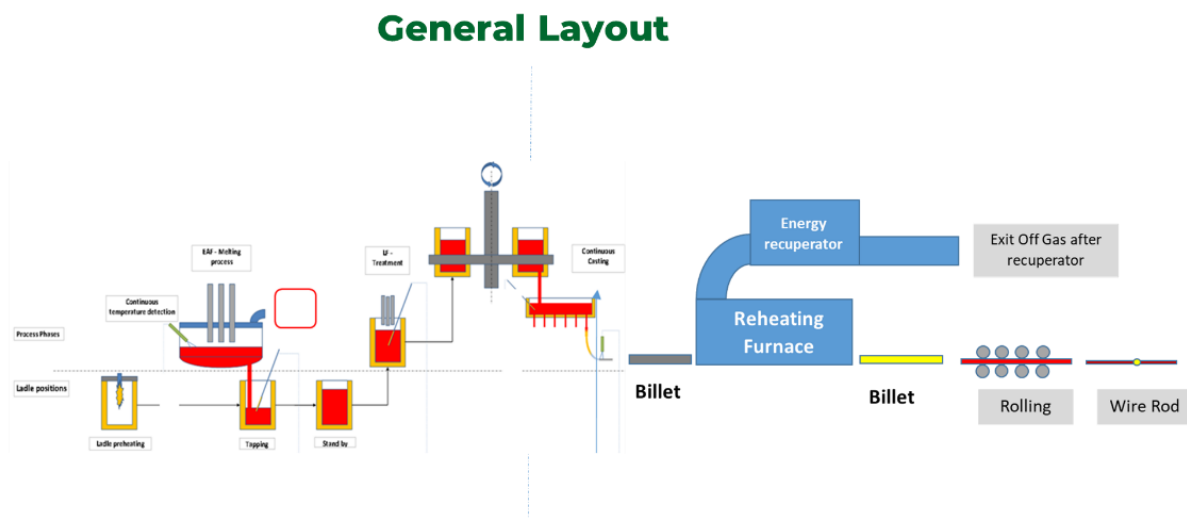 General Layout
EAF - Melting
process
Continuous
temperature detection
Process Phases
Ladle positions
Ladle preheating
Tapping
Stand by
LF -
Treatment
Continuous
Casting
Energy
recuperator
Exit Off Gas after
recuperator
Reheating
Furnace
Billet
Billet
Rolling
Wire Rod